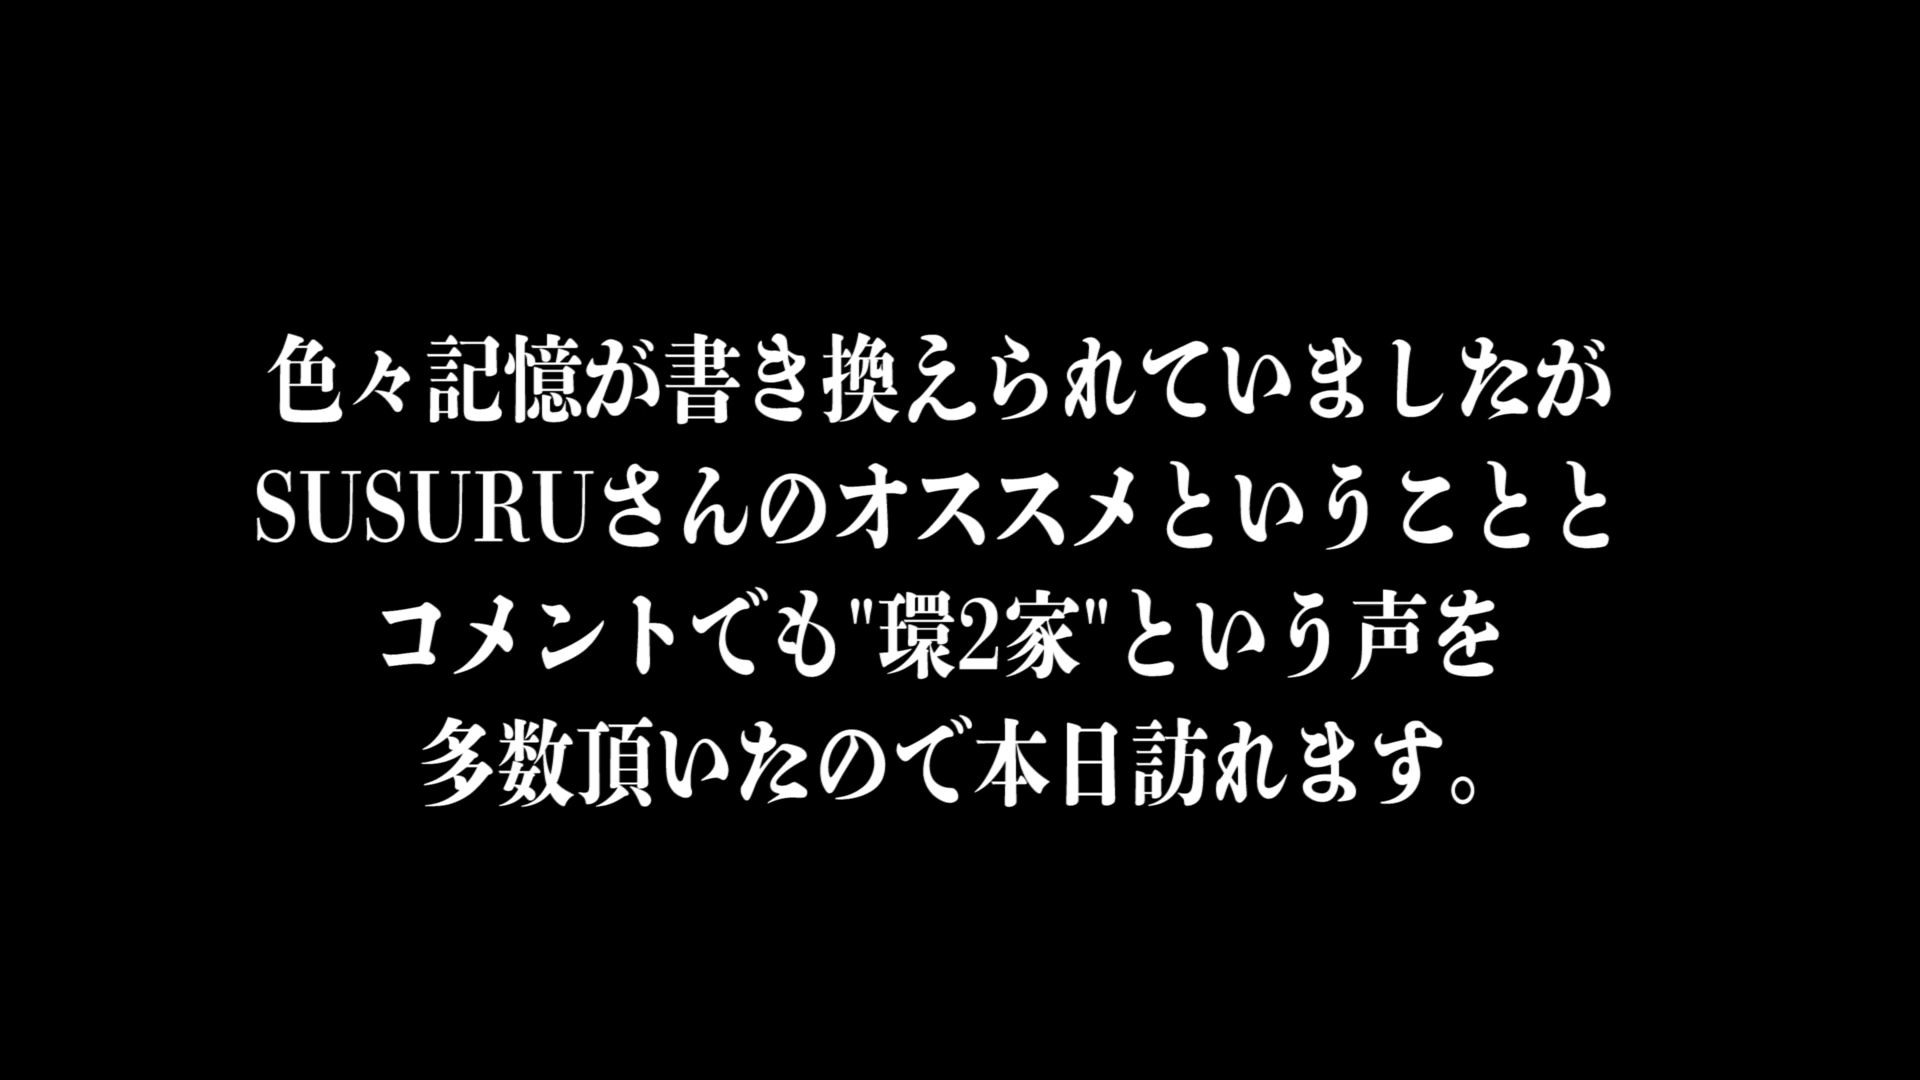 色々記憶が書き換えられていましたが
SUSURUさんのオススメということと
コメントでも"環2家"という声を
多数頂いたので本日訪れます。